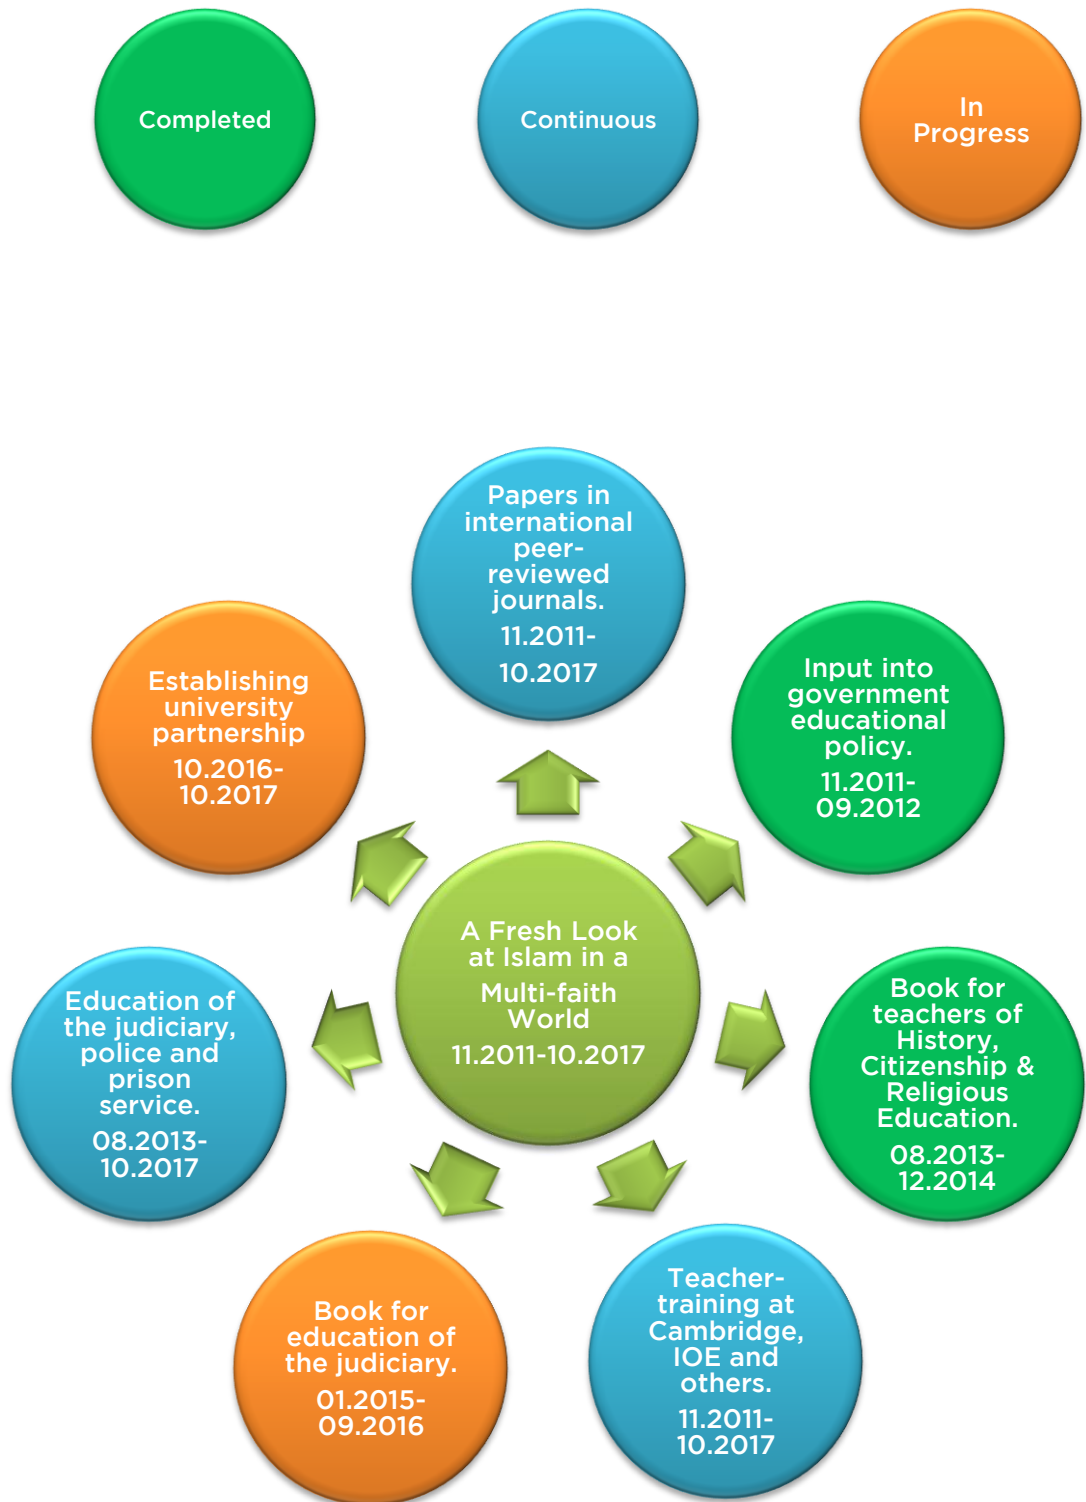 Completed
Continuous
In
Progress
Papers in
international
peer-
reviewed
journals.
11.2011-
10.2017
Input into
government
educational
policy.
11.2011-
09.2012
Book for
teachers of
History,
Citizenship &
Religious
Education.
08.2013-
12.2014
Teacher-
training at
Cambridge,
IOE and
others.
11.2011-
10.2017
Book for
education of
the judiciary.
01.2015-
09.2016
Education of
the judiciary,
police and
prison
service.
08.2013-
10.2017
Establishing
university
partnership
10.2016-
10.2017
A Fresh Look
at Islam in a
Multi-faith
World
11.2011-10.2017